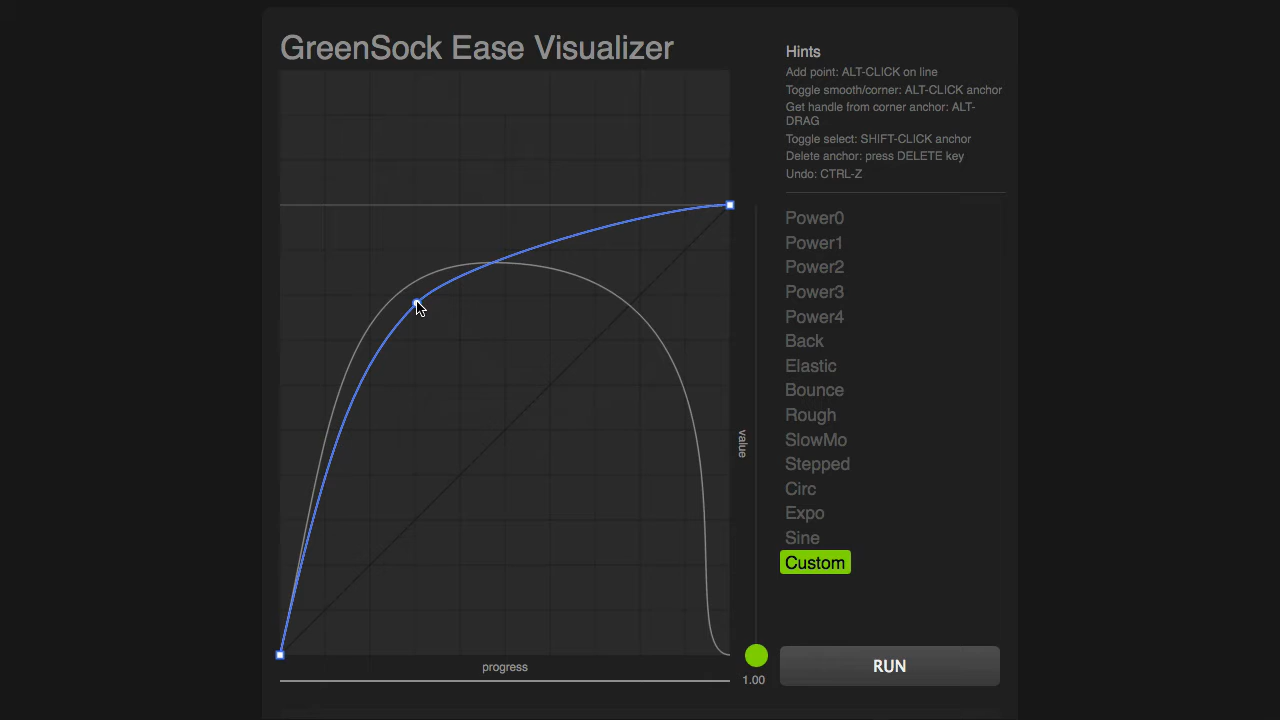 GreenSock Ease Visualizer
Hints
Add point: ALT-CLICK on line
Toggle smooth/corner: ALT-CLICK anchor
Get handle from corner anchor: ALT-
DRAG
Toggle select: SHIFT-CLICK anchor
Delete anchor: press DELETE key
Undo: CTRL-Z
Power0
Power1
Power2
Power3
Power4
Back
Elastic
Bounce
Rough
SlowMo
Stepped
Circ
Expo
Sine
Custom
value
progress
1.00
RUN